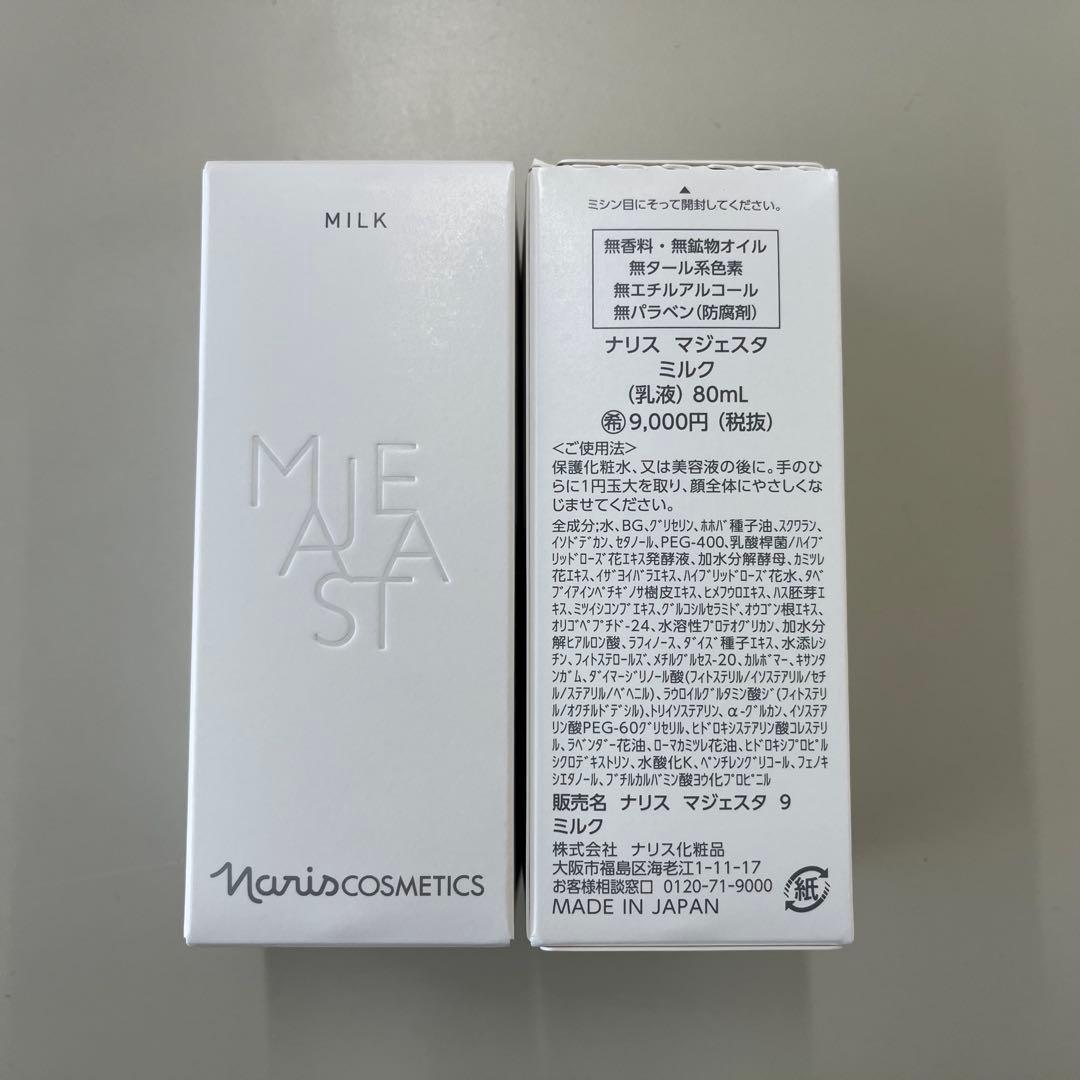 MILK
MAJESTA
naris COSMETICS
▲
ミシン目にそって開封してください。
無香料・無鉱物オイル
無タール系色素
無エチルアルコール
無パラベン(防腐剤)
ナリス マジェスタ
ミルク
(乳液) 80mL
㊭9,000円 (税抜)
<ご使用法>
保護化粧水、又は美容液の後に。手のひ
らに1円玉大を取り、顔全体にやさしくな
じませてください。
全成分;水、BG、ｸﾞﾘｾﾘﾝ、ﾎﾎﾊﾞ種子油、ｽｸﾜﾗﾝ、
ｲｿﾄﾞﾃﾞｶﾝ、ｾﾀﾉｰﾙ、PEG-400、乳酸桿菌/ﾊｲﾌﾞ
ﾘｯﾄﾞﾛｰｽﾞ花ｴｷｽ発酵液、加水分解酵母、ｶﾐﾂﾚ
花ｴｷｽ、ｲｻﾞﾖｲﾊﾞﾗｴｷｽ、ﾊｲﾌﾞﾘｯﾄﾞﾛｰｽﾞ花水、ﾀﾍﾞ
ﾌﾞｲｱｲﾝﾍﾟﾁｷﾞﾉｻ樹皮ｴｷｽ、ﾋﾒﾌｳﾛｴｷｽ、ﾊｽ胚芽ｴ
ｷｽ、ﾐﾂｲｼｺﾝﾌﾞｴｷｽ、ｸﾞﾙｺｼﾙｾﾗﾐﾄﾞ、ｵｳｺﾞﾝ根ｴｷｽ、
ｵﾘｺﾞﾍﾟﾌﾟﾁﾄﾞ-24、水溶性ﾌﾟﾛﾃｵｸﾞﾘｶﾝ、加水分
解ﾋｱﾙﾛﾝ酸、ﾗﾌｨﾉｰｽ、ﾀﾞｲｽﾞ種子ｴｷｽ、水添ﾚｼ
ﾁﾝ、ﾌｨﾄｽﾃﾛｰﾙｽﾞ、ﾒﾁﾙｸﾞﾙｾｽ-20、ｶﾙﾎﾞﾏｰ、ｷｻﾝﾀ
ﾝｶﾞﾑ、ﾀﾞｲﾏｰｼﾞﾘﾉｰﾙ酸(ﾌｨﾄｽﾃﾘﾙ/ｲｿｽﾃｱﾘﾙ/ｾﾁ
ﾙ/ｽﾃｱﾘﾙ/ﾍﾞﾍﾆﾙ)、ﾗｳﾛｲﾙｸﾞﾙﾀﾐﾝ酸ｼﾞ(ﾌｨﾄｽﾃﾘ
ﾙ/ｵｸﾁﾙﾄﾞﾃﾞｼﾙ)、ﾄﾘｲｿｽﾃｱﾘﾝ、α-ｸﾞﾙｶﾝ、ｲｿｽﾃｱ
ﾘﾝ酸PEG-60ｸﾞﾘｾﾘﾙ、ﾋﾄﾞﾛｷｼｽﾃｱﾘﾝ酸ｺﾚｽﾃﾘ
ﾙ、ﾗﾍﾞﾝﾀﾞｰ花油、ﾛｰﾏｶﾐﾂﾚ花油、ﾋﾄﾞﾛｷｼﾌﾟﾛﾋﾟﾙ
ｼｸﾛﾃﾞｷｽﾄﾘﾝ、水酸化K、ﾍﾟﾝﾁﾚﾝｸﾞﾘｺｰﾙ、ﾌｪﾉｷ
ｼｴﾀﾉｰﾙ、ﾌﾞﾁﾙｶﾙﾊﾞﾐﾝ酸ﾖｳ化ﾌﾟﾛﾋﾟﾆﾙ
販売名 ナリス マジェスタ 9
ミルク
株式会社 ナリス化粧品
大阪市福島区海老江1-11-17
お客様相談窓口 0120-71-9000
MADE IN JAPAN
紙